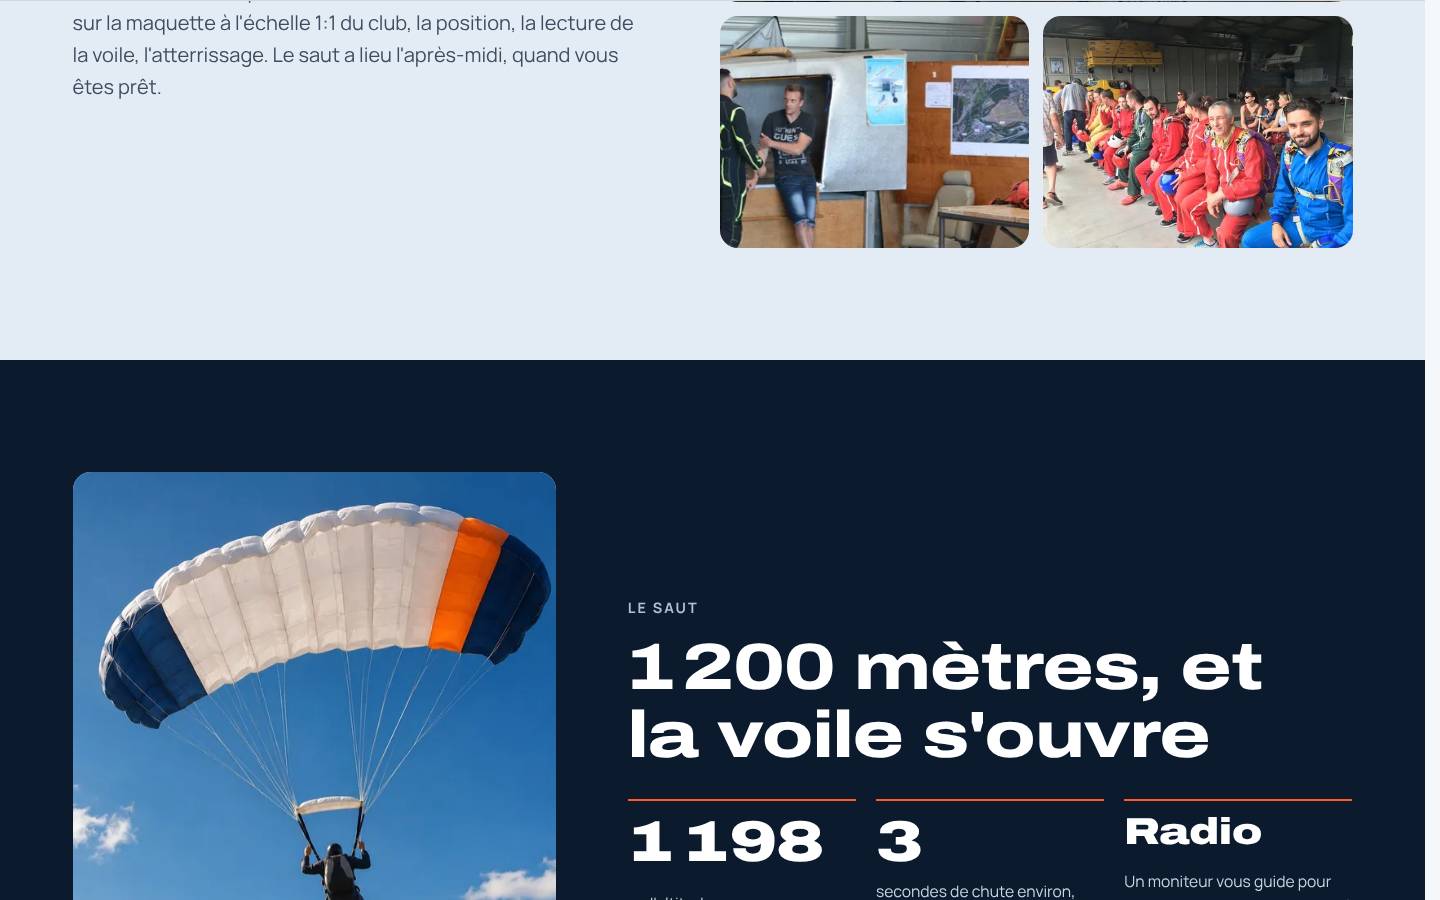 sur la maquette à l'échelle 1:1 du club, la position, la lecture de
la voile, l'atterrissage. Le saut a lieu l'après-midi, quand vous
êtes prêt.
GUESS
LE SAUT
1 200 mètres, et
la voile s'ouvre
1 198
3
secondes de chute environ,
Radio
Un moniteur vous guide pour